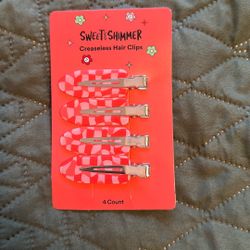 SWEET & SHIMMER
Creaseless Hair Clips
4 Count